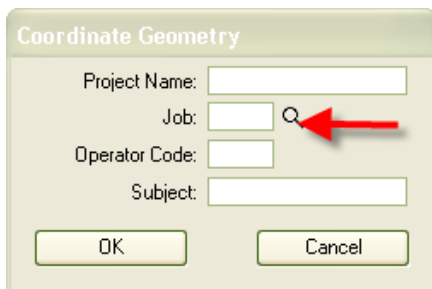 Coordinate Geometry
Project Name:
Job:
Operator Code:
Subject:
OK Cancel